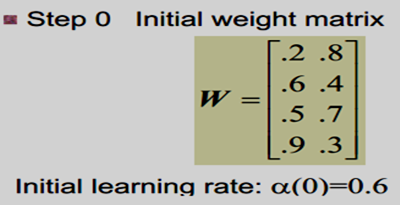 Step 0 Initial weight matrix
.2 .8
.6 .4
W = .5 .7
.9 .3
Initial learning rate: α(0)=0.6